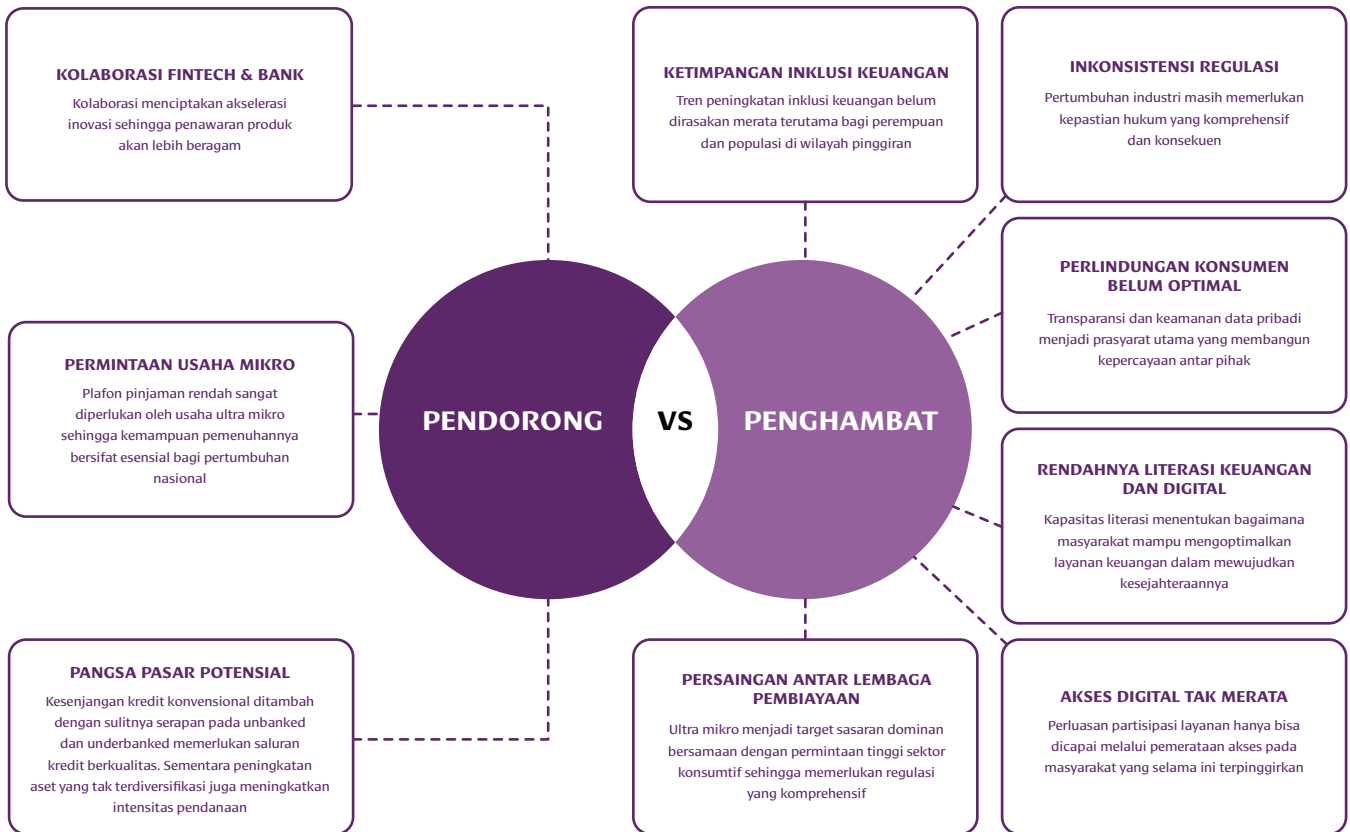 KOLABORASI FINTECH & BANK
Kolaborasi menciptakan akselerasi
inovasi sehingga penawaran produk
akan lebih beragam
KETIMPANGAN INKLUSI KEUANGAN
Tren peningkatan inklusi keuangan belum
dirasakan merata terutama bagi perempuan
dan populasi di wilayah pinggiran
INKONSISTENSI REGULASI
Pertumbuhan industri masih memerlukan
kepastian hukum yang komprehensif
dan konsekuen
PERLINDUNGAN KONSUMEN
BELUM OPTIMAL
Transparansi dan keamanan data pribadi
menjadi prasyarat utama yang membangun
kepercayaan antar pihak
PERMINTAAN USAHA MIKRO
Plafon pinjaman rendah sangat
diperlukan oleh usaha ultra mikro
sehingga kemampuan pemenuhannya
bersifat esensial bagi pertumbuhan
nasional
PENDORONG
VS
PENGHAMBAT
RENDAHNYA LITERASI KEUANGAN
DAN DIGITAL
Kapasitas literasi menentukan bagaimana
masyarakat mampu mengoptimalkan
layanan keuangan dalam mewujudkan
kesejahteraannya
PANGSA PASAR POTENSIAL
Kesenjangan kredit konvensional ditambah
dengan sulitnya serapan pada unbanked
dan underbanked memerlukan saluran
kredit berkualitas. Sementara peningkatan
aset yang tak terdiversifikasi juga meningkatkan
intensitas pendanaan
PERSAINGAN ANTAR LEMBAGA
PEMBIAYAAN
Ultra mikro menjadi target sasaran dominan
bersamaan dengan permintaan tinggi sektor
konsumtif sehingga memerlukan regulasi
yang komprehensif
AKSES DIGITAL TAK MERATA
Perluasan partisipasi layanan hanya bisa
dicapai melalui pemerataan akses pada
masyarakat yang selama ini terpinggirkan